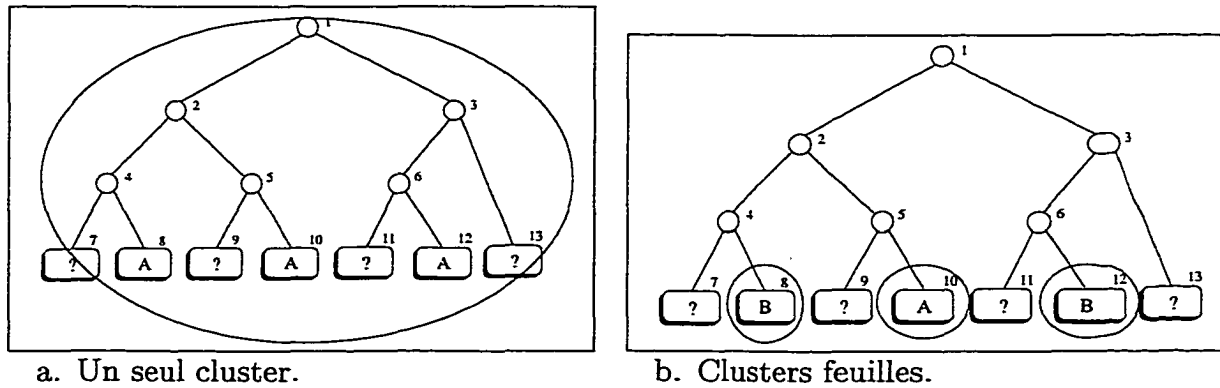 1
2 3
4 5 6
7 8 9 10 11 12 13
? A ? A ? A ?
a. Un seul cluster.
1
2 3
4 5 6
7 8 9 10 11 12 13
? B ? A ? B ?
b. Clusters feuilles.